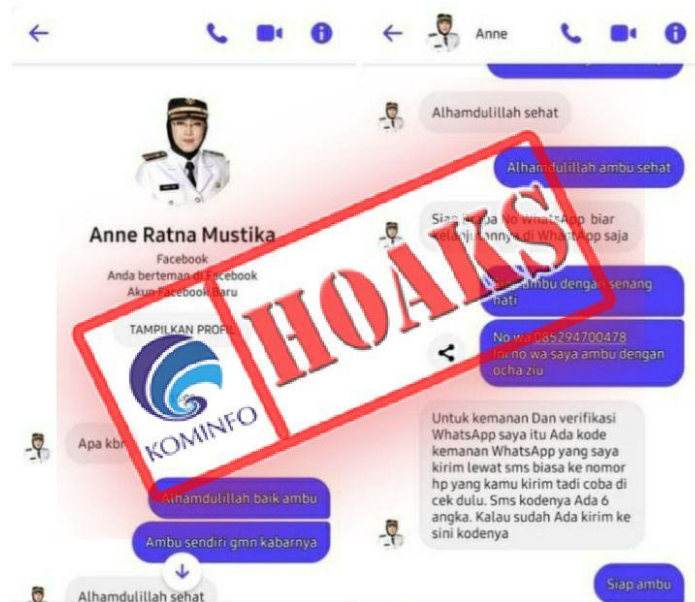 Anne Ratna Mustika
Facebook
Anda berteman di Facebook
Akun Facebook Baru
TAMPILKAN PROFIL
Apa kbr
Alhamdulillah baik ambu
Ambu sendiri gmn kabarnya
Alhamdulillah sehat
Anne
Alhamdulillah sehat
Alhamdulillah ambu sehat
Siap No WhatsApp biar
kelanjutannya di WhastApp saja
ambu dengan senang
hati
No wa 085294700478
Ini no wa saya ambu dengan
ocha ziu
Untuk kemanan Dan verifikasi
WhatsApp saya itu Ada kode
kemanan WhatsApp yang saya
kirim lewat sms biasa ke nomor
hp yang kamu kirim tadi coba di
cek dulu. Sms kodenya Ada 6
angka. Kalau sudah Ada kirim ke
sini kodenya
Siap ambu
KOMINFO
HOAKS